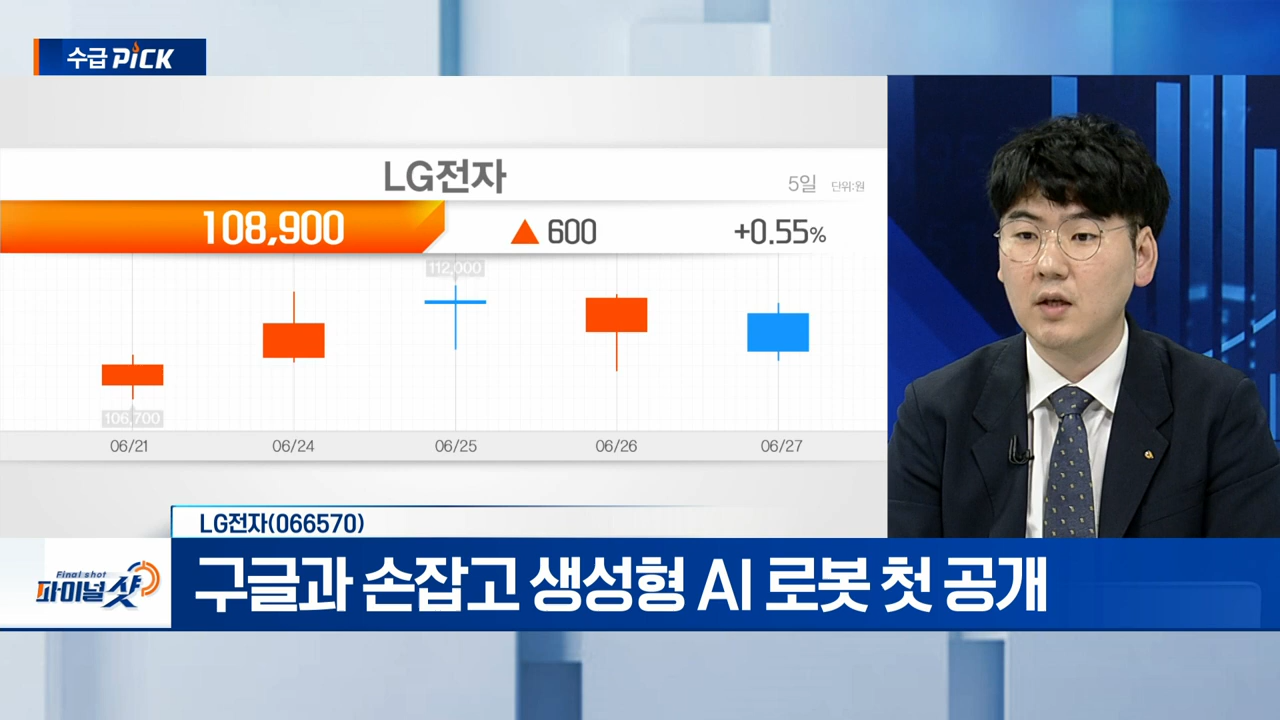 수급 PiCK
LG전자
5일 단위:원
108,900 ▲ 600 +0.55%
112,000
106,700
06/21 06/24 06/25 06/26 06/27
LG전자(066570)
Final shot
파이널샷
구글과 손잡고 생성형 AI 로봇 첫 공개